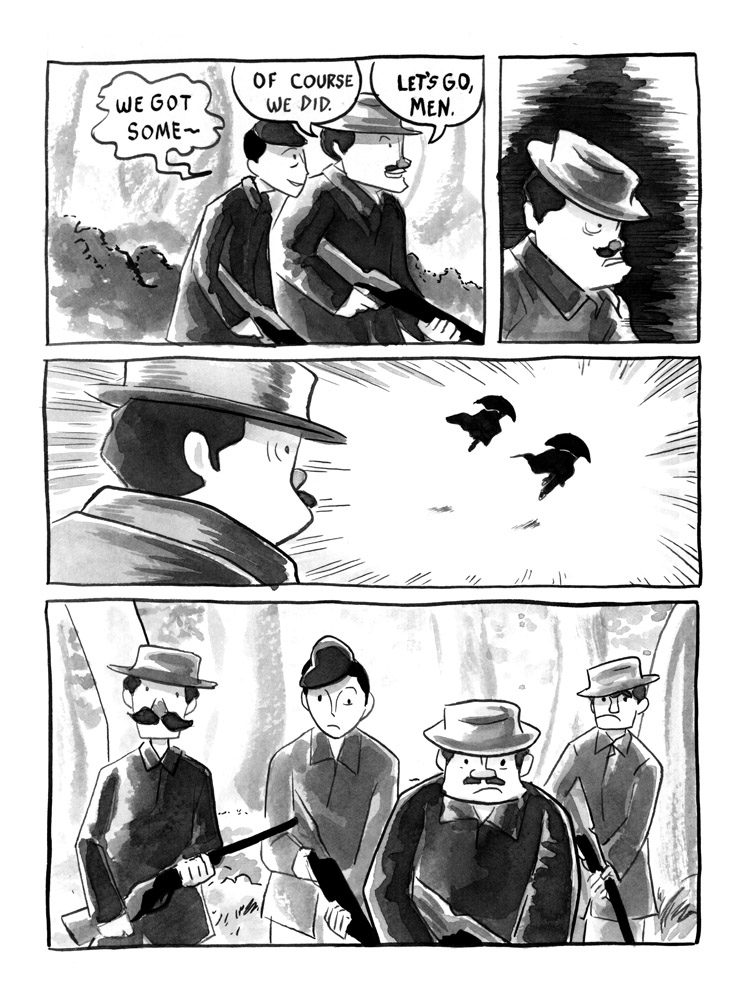 WE GOT
SOME~
OF COURSE
WE DID.
LET'S GO,
MEN.